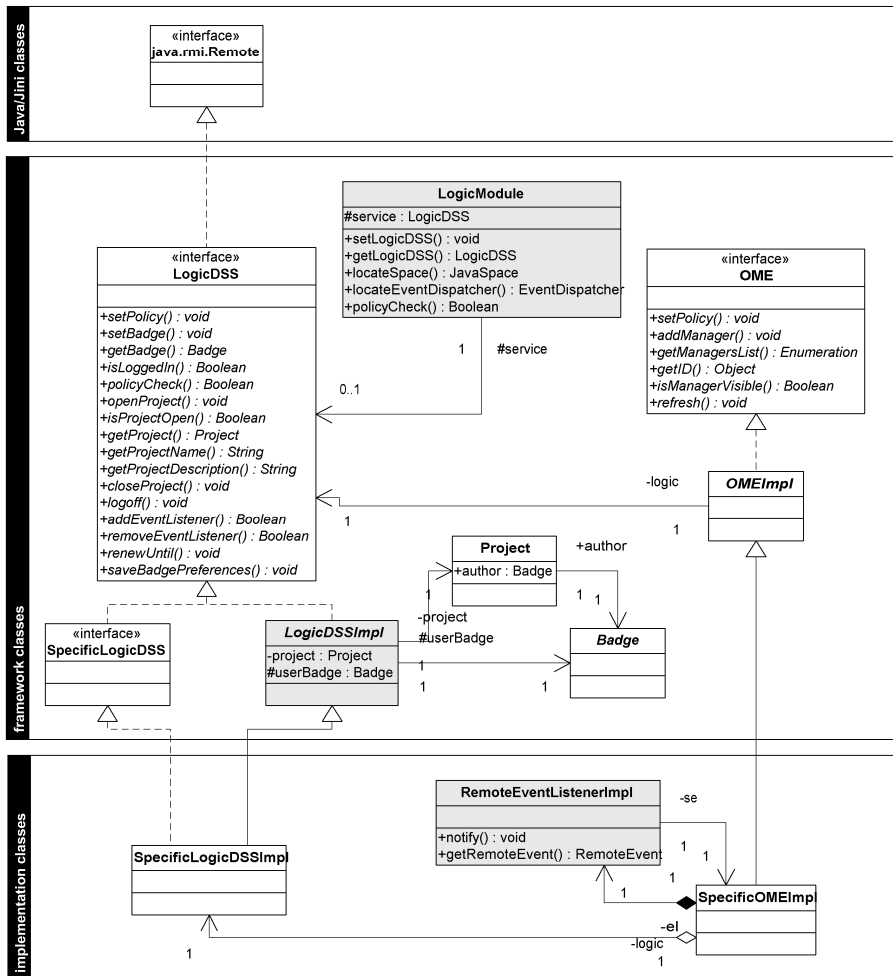 Java/Jini classes
«interface»
java.rmi.Remote
framework classes
LogicModule
#service : LogicDSS
+setLogicDSS() : void
+getLogicDSS() : LogicDSS
+locateSpace() : JavaSpace
+locateEventDispatcher() : EventDispatcher
+policyCheck() : Boolean
«interface»
LogicDSS
+setPolicy() : void
+setBadge() : void
+getBadge() : Badge
+isLoggedIn() : Boolean
+policyCheck() : Boolean
+openProject() : void
+isProjectOpen() : Boolean
+getProject() : Project
+getProjectName() : String
+getProjectDescription() : String
+closeProject() : void
+logoff() : void
+addEventListener() : Boolean
+removeEventListener() : Boolean
+renewUntil() : void
+saveBadgePreferences() : void
«interface»
OME
+setPolicy() : void
+addManager() : void
+getManagersList() : Enumeration
+getID() : Object
+isManagerVisible() : Boolean
+refresh() : void
1
#service
0..1
-logic
OMEImpl
1
1
Project
+author : Badge
+author
1
1
1
-project
#userBadge
1
1
1
Badge
«interface»
SpecificLogicDSS
LogicDSSImpl
-project : Project
#userBadge : Badge
implementation classes
RemoteEventListenerImpl
+notify() : void
+getRemoteEvent() : RemoteEvent
-se
1
1
1
1
SpecificLogicDSSImpl
SpecificOMEImpl
-el
-logic
1
1